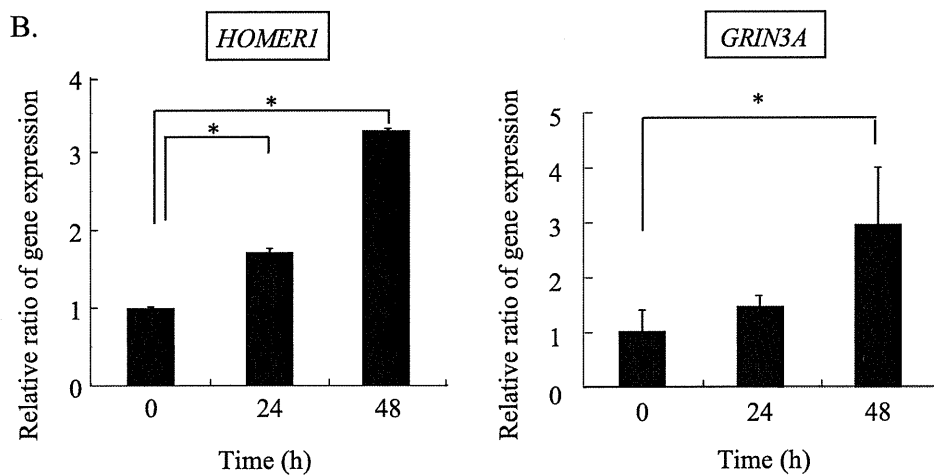 B.
HOMER1
Relative ratio of gene expression
4
3
2
1
0
*
*
0 24 48
Time (h)
GRIN3A
Relative ratio of gene expression
5
4
3
2
1
0
*
0 24 48
Time (h)